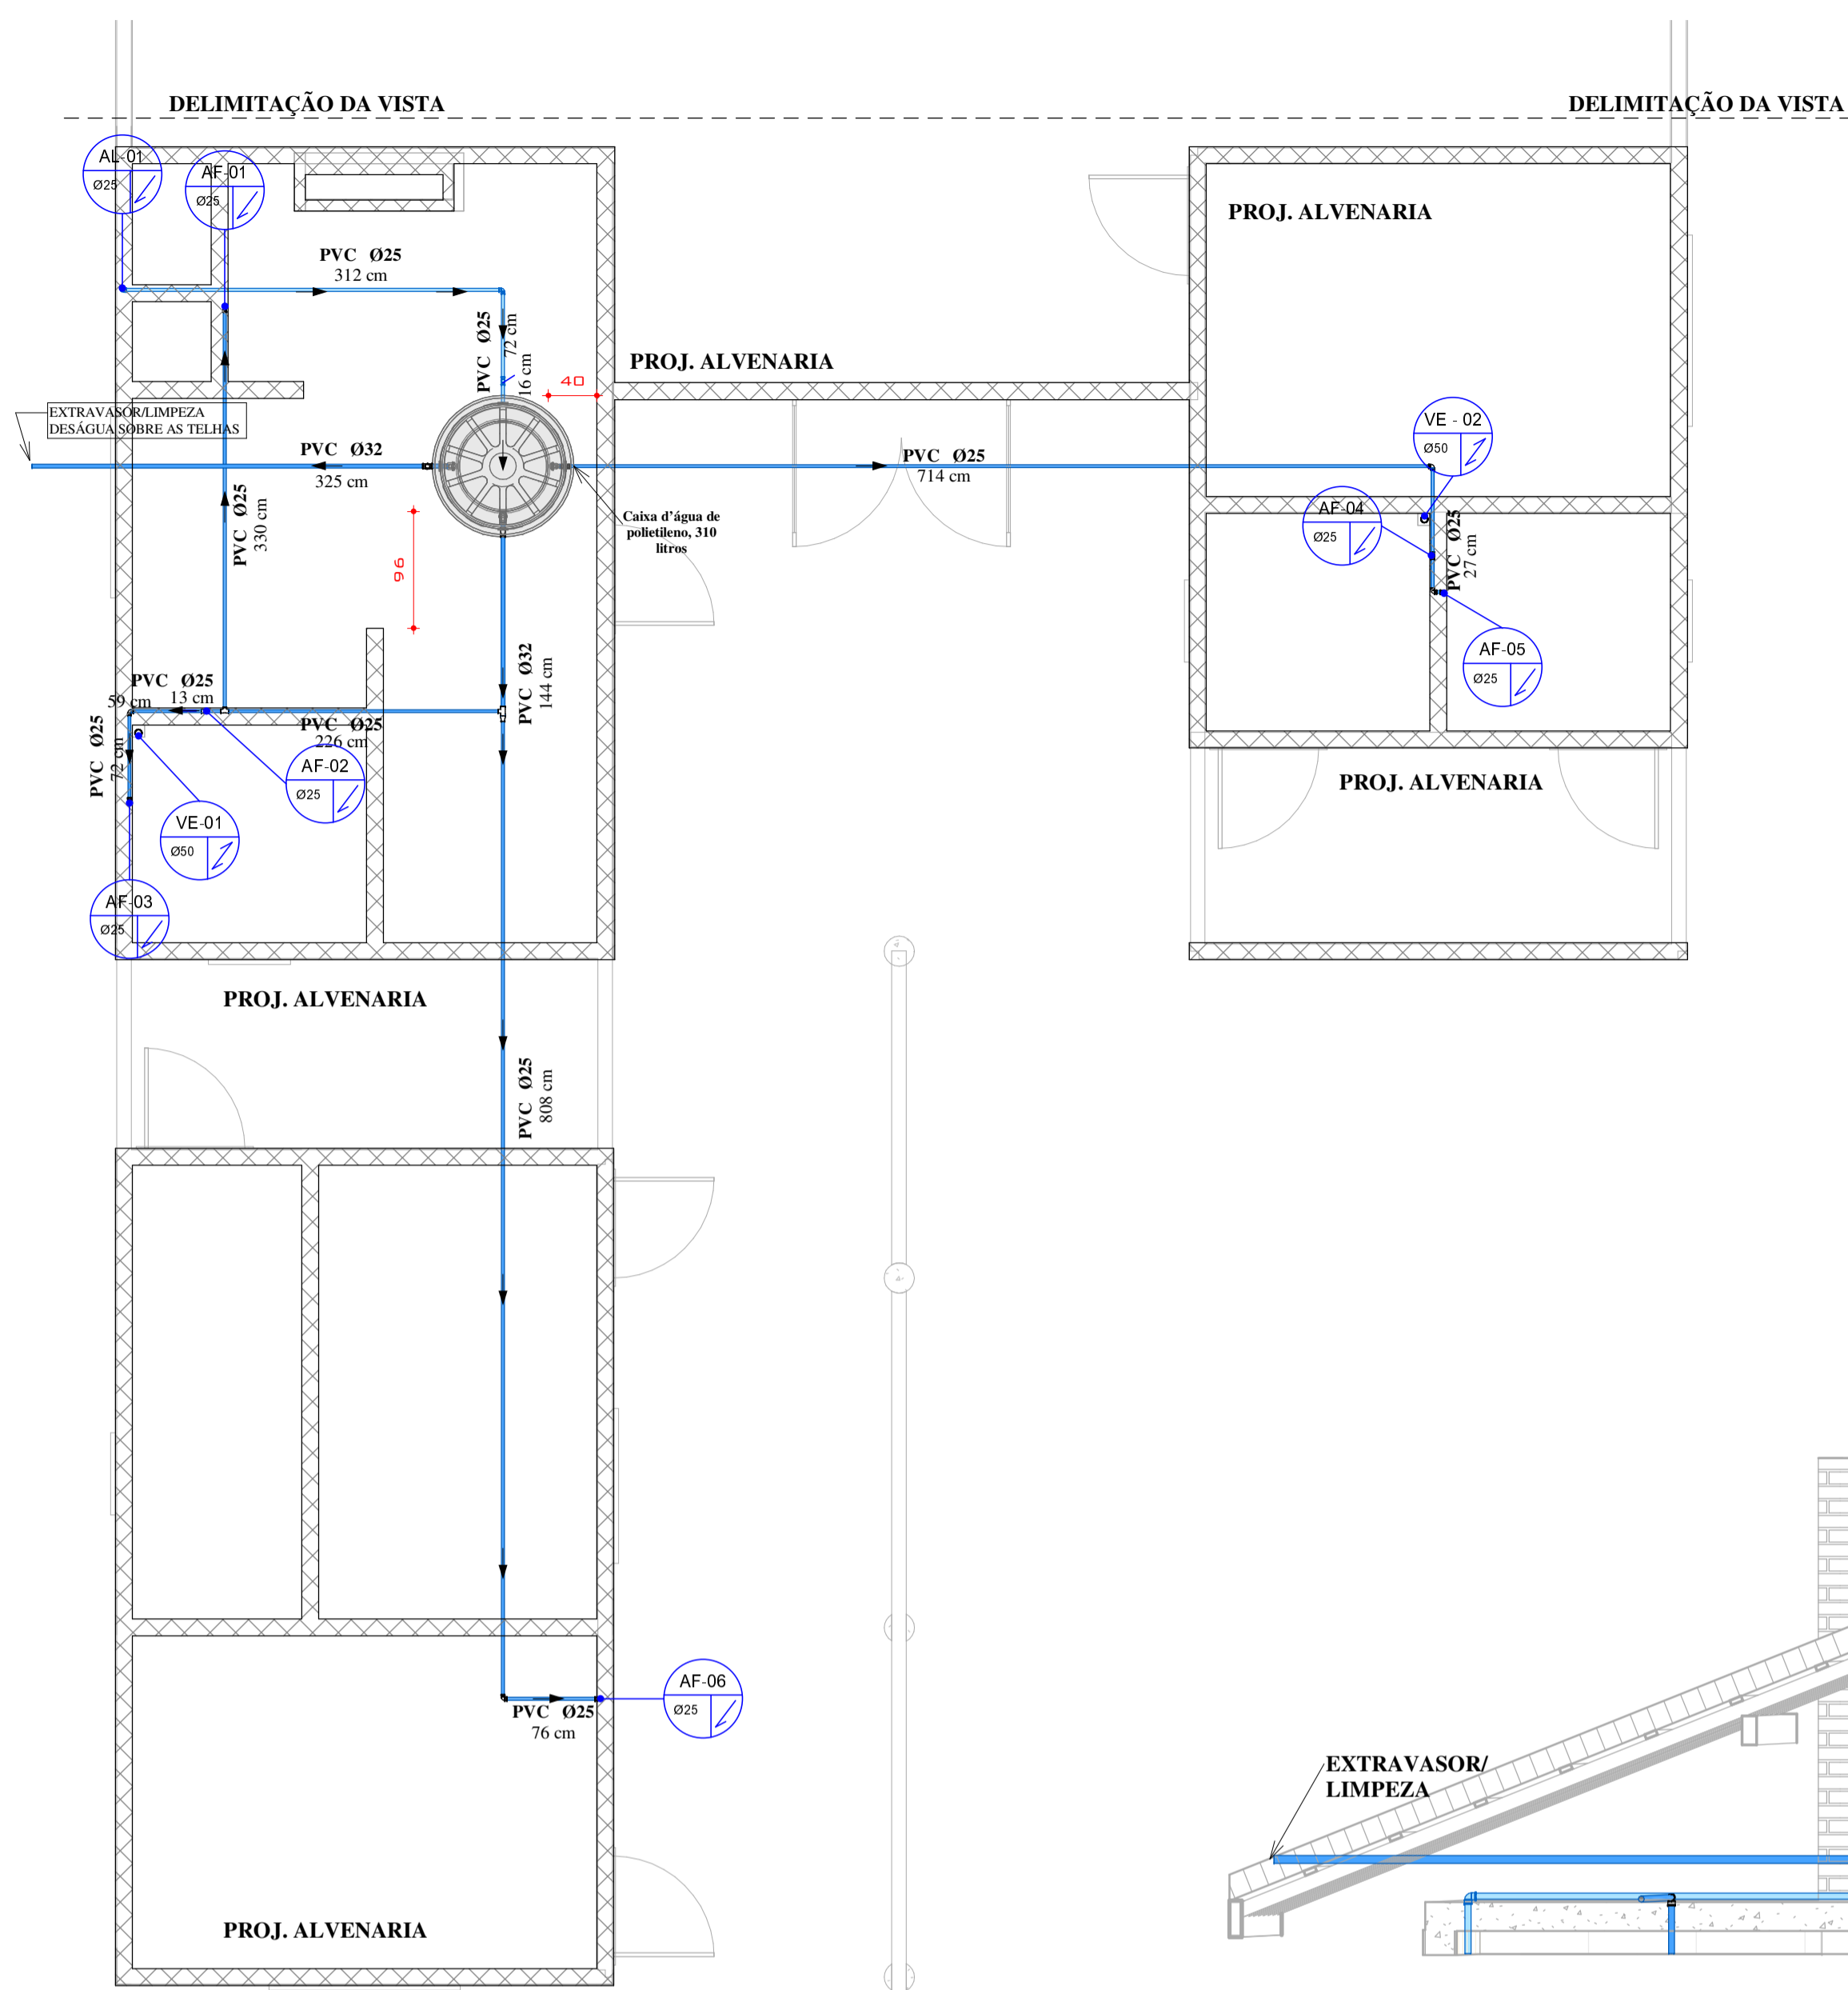 DELIMITAÇÃO DA VISTA
DELIMITAÇÃO DA VISTA
AL-01
Ø25
AF-01
Ø25
PVC Ø25
312 cm
PROJ. ALVENARIA
PVC Ø25
72 cm
16 cm
PROJ. ALVENARIA
40
EXTRAVASOR/LIMPEZA
DESÁGUA SOBRE AS TELHAS
PVC Ø32
325 cm
PVC Ø25
714 cm
VE - 02
Ø50
PVC Ø25
330 cm
Caixa d'água de
polietileno, 310
litros
AF-04
Ø25
PVC Ø25
27 cm
96
AF-05
Ø25
PVC Ø25
59 cm
13 cm
PVC Ø32
144 cm
PVC Ø25
226 cm
PVC Ø25
72 cm
AF-02
Ø25
PROJ. ALVENARIA
VE-01
Ø50
AF-03
Ø25
PROJ. ALVENARIA
PVC Ø25
808 cm
AF-06
Ø25
PVC Ø25
76 cm
EXTRAVASOR/
LIMPEZA
PROJ. ALVENARIA